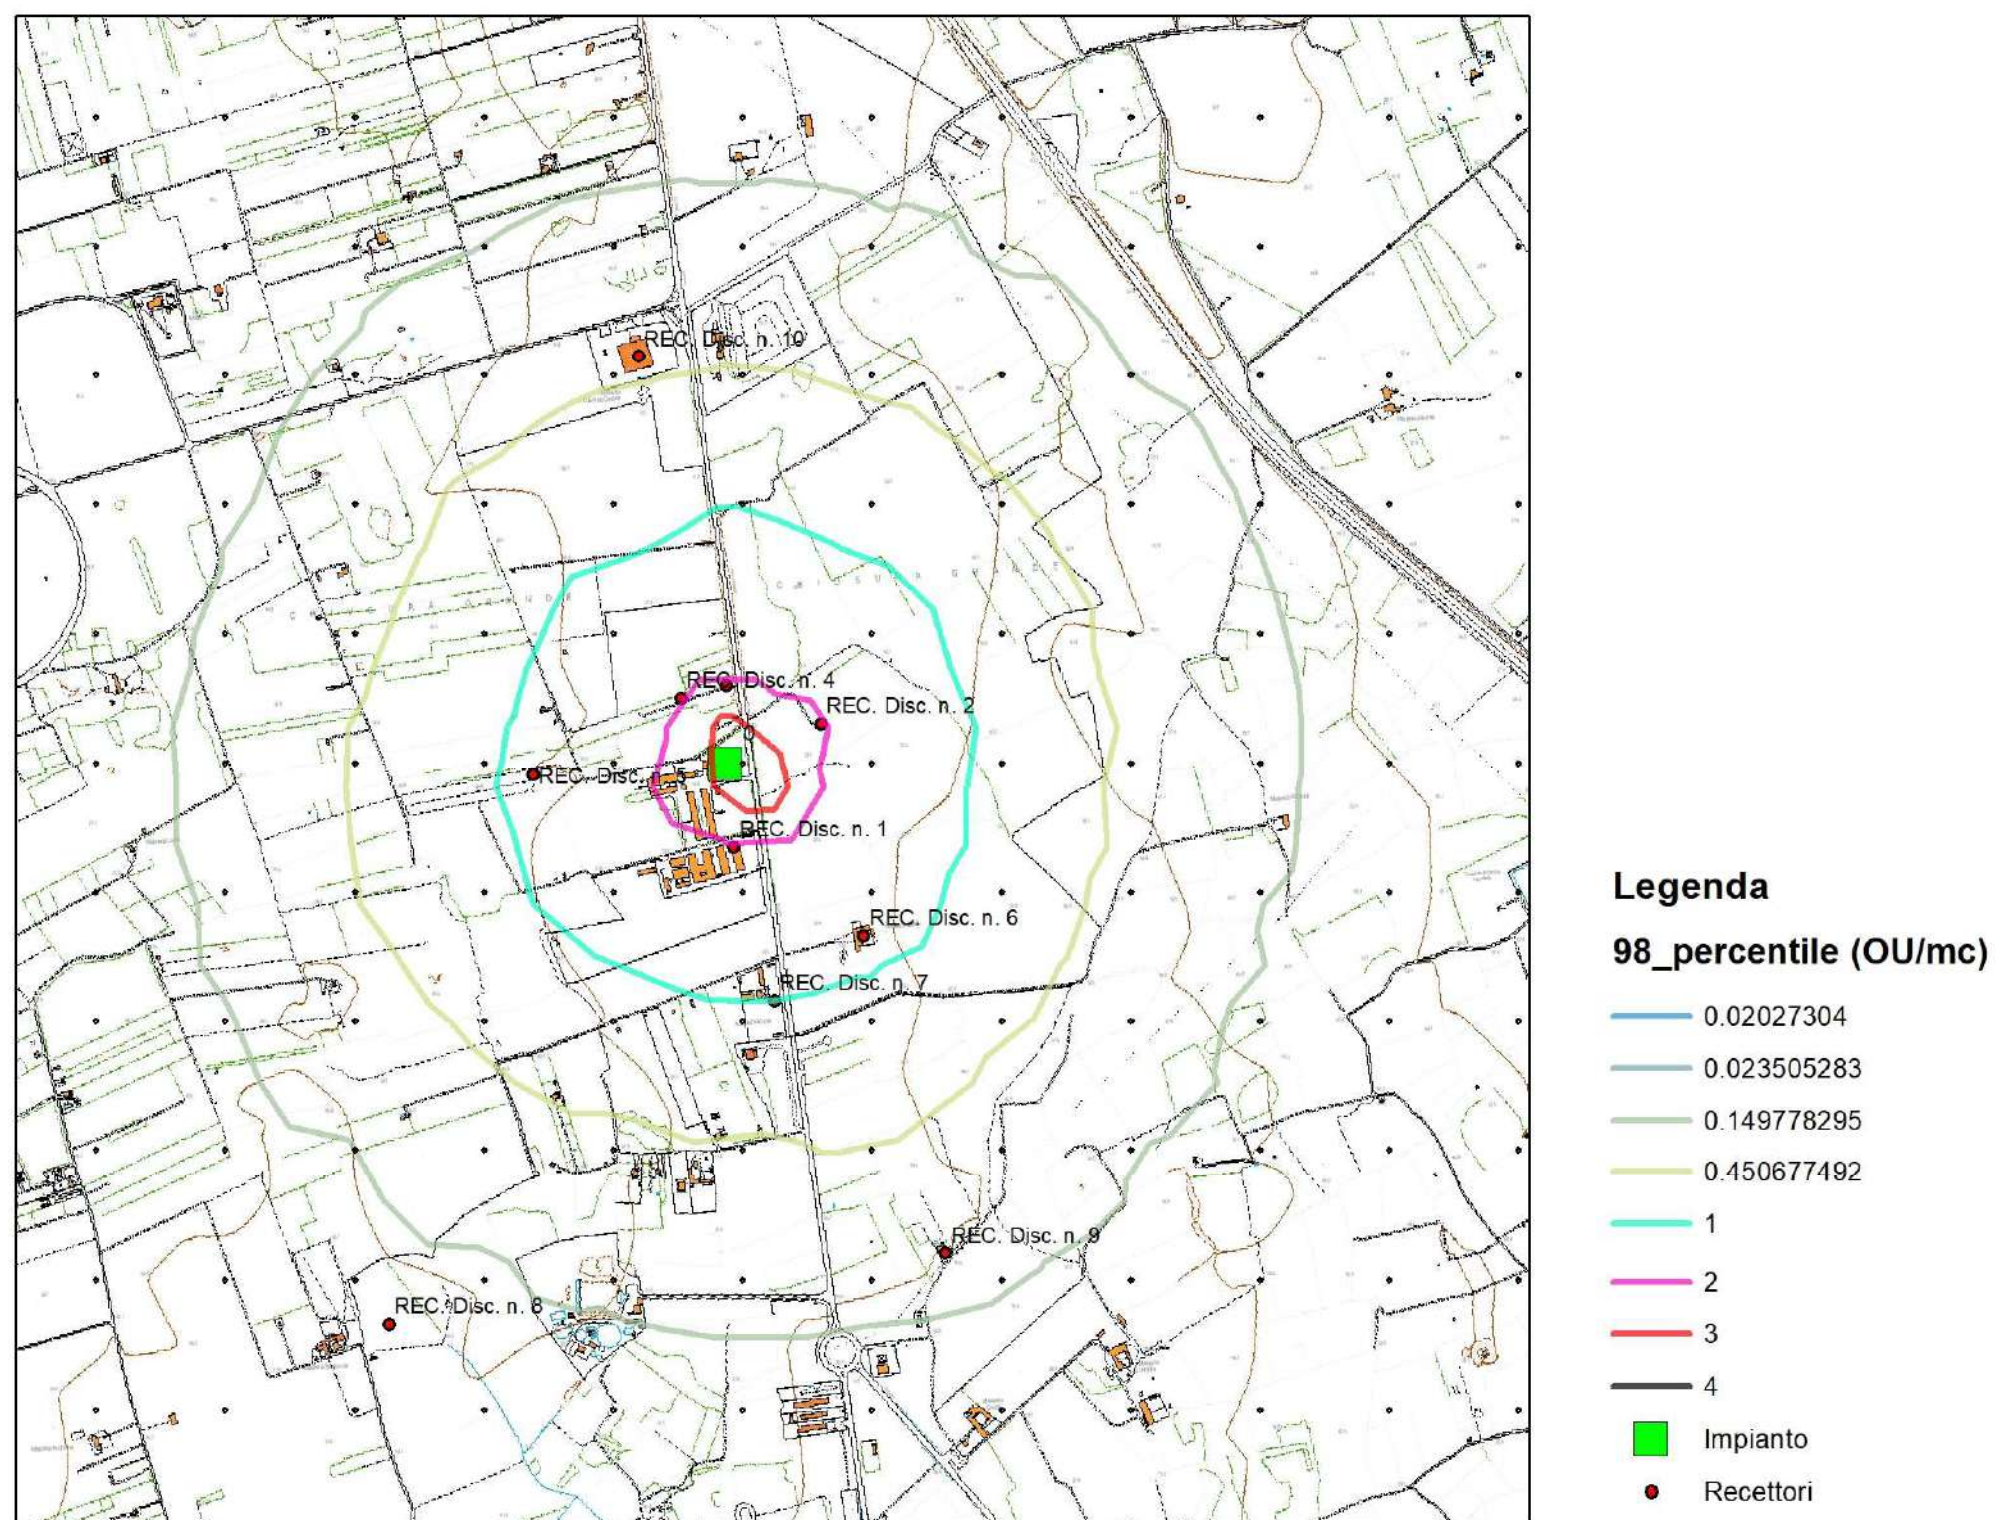 REC. Disc. n. 10
REC. Disc. n. 4
REC. Disc. n. 2
0
REC. Disc. n. 5
REC. Disc. n. 1
REC. Disc. n. 6
REC. Disc. n. 7
REC. Disc. n. 9
REC. Disc. n. 8
Legenda
98_percentile (OU/mc)
0.02027304
0.023505283
0.149778295
0.450677492
1
2
3
4
Impianto
Recettori